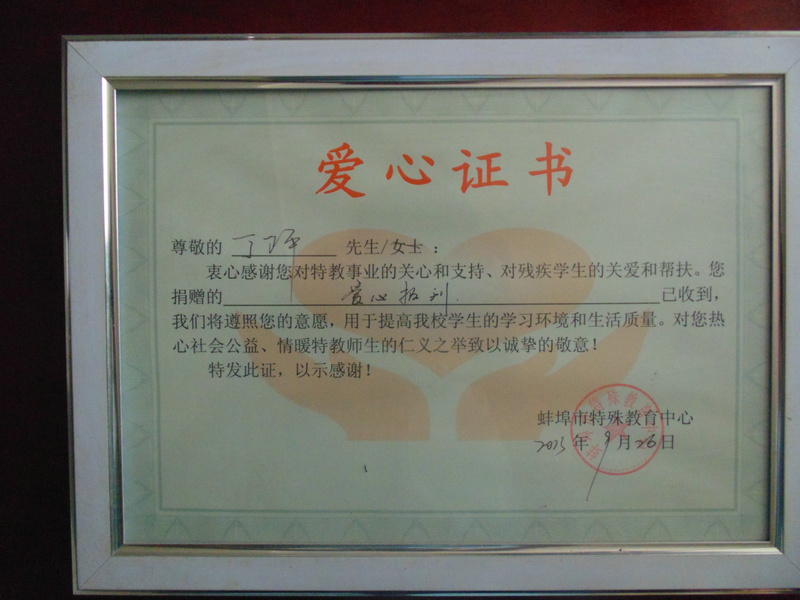 爱心证书
尊敬的 丁环 先生/女士：
衷心感谢您对特教事业的关心和支持、对残疾学生的关爱和帮扶。您
捐赠的 爱心报刊 已收到，
我们将遵照您的意愿，用于提高我校学生的学习环境和生活质量。对您热
心社会公益、情暖特教师生的仁义之举致以诚挚的敬意！
特发此证，以示感谢！
蚌埠市特殊教育中心
2013年9月26日